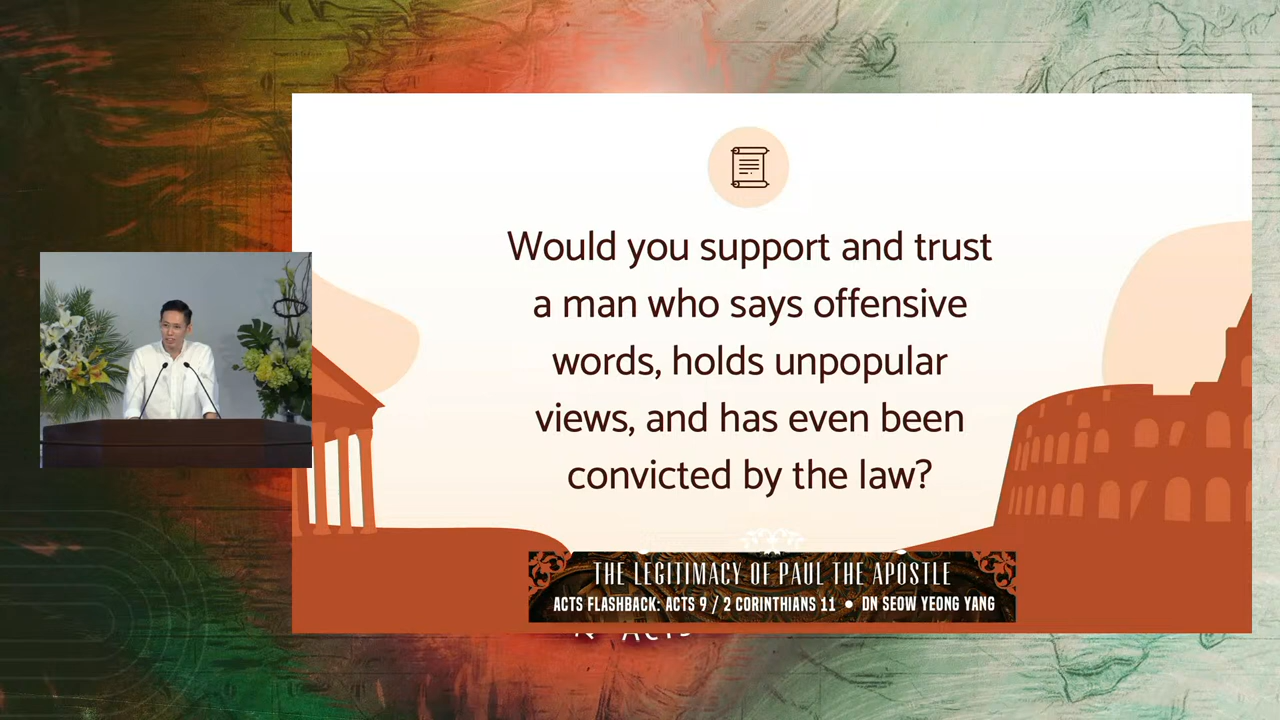 Would you support and trust
a man who says offensive
words, holds unpopular
views, and has even been
convicted by the law?
THE LEGITIMACY OF PAUL THE APOSTLE
ACTS FLASHBACK: ACTS 9 / 2 CORINTHIANS 11 • DN SEOW YEONG YANG
ACTS